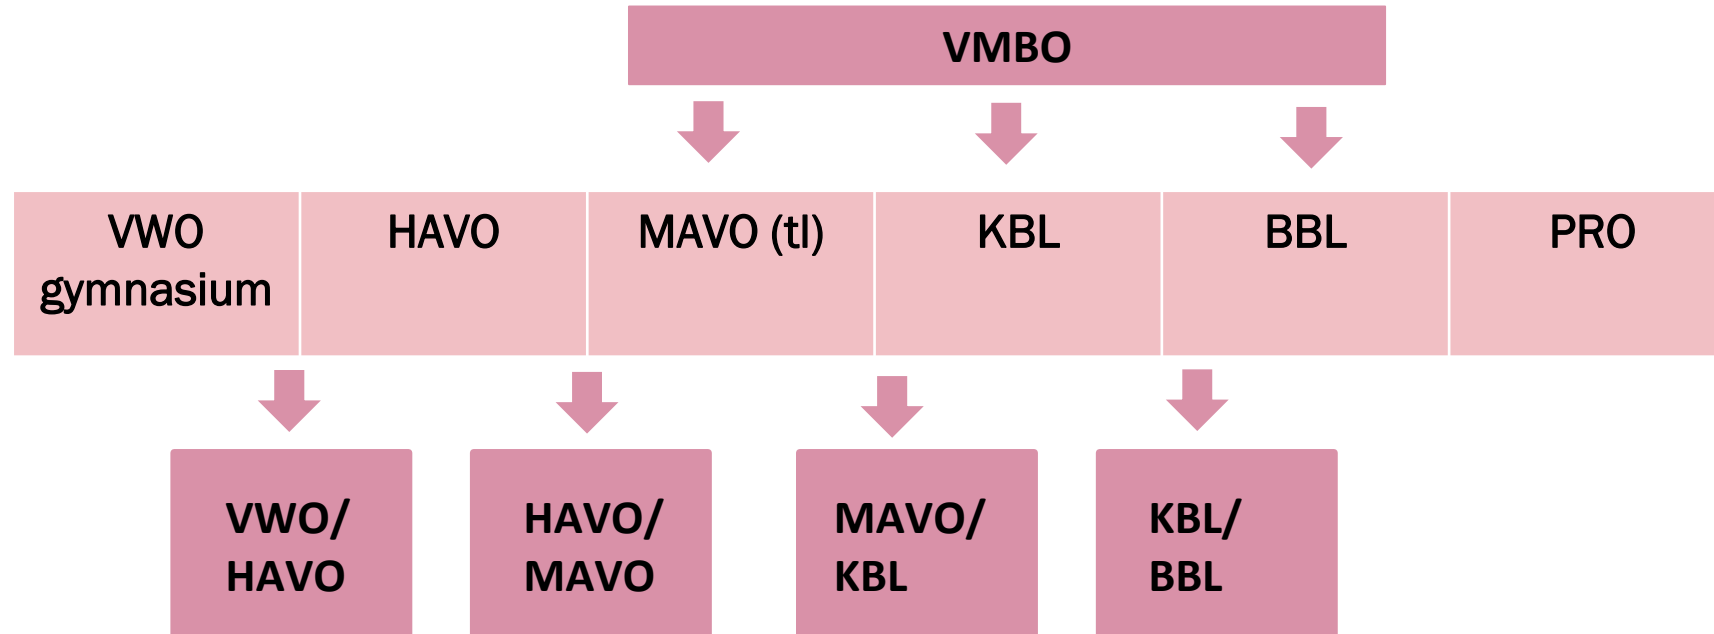 VMBO
VWO
gymnasium
HAVO
MAVO (tl)
KBL
BBL
PRO
VWO/
HAVO
HAVO/
MAVO
MAVO/
KBL
KBL/
BBL